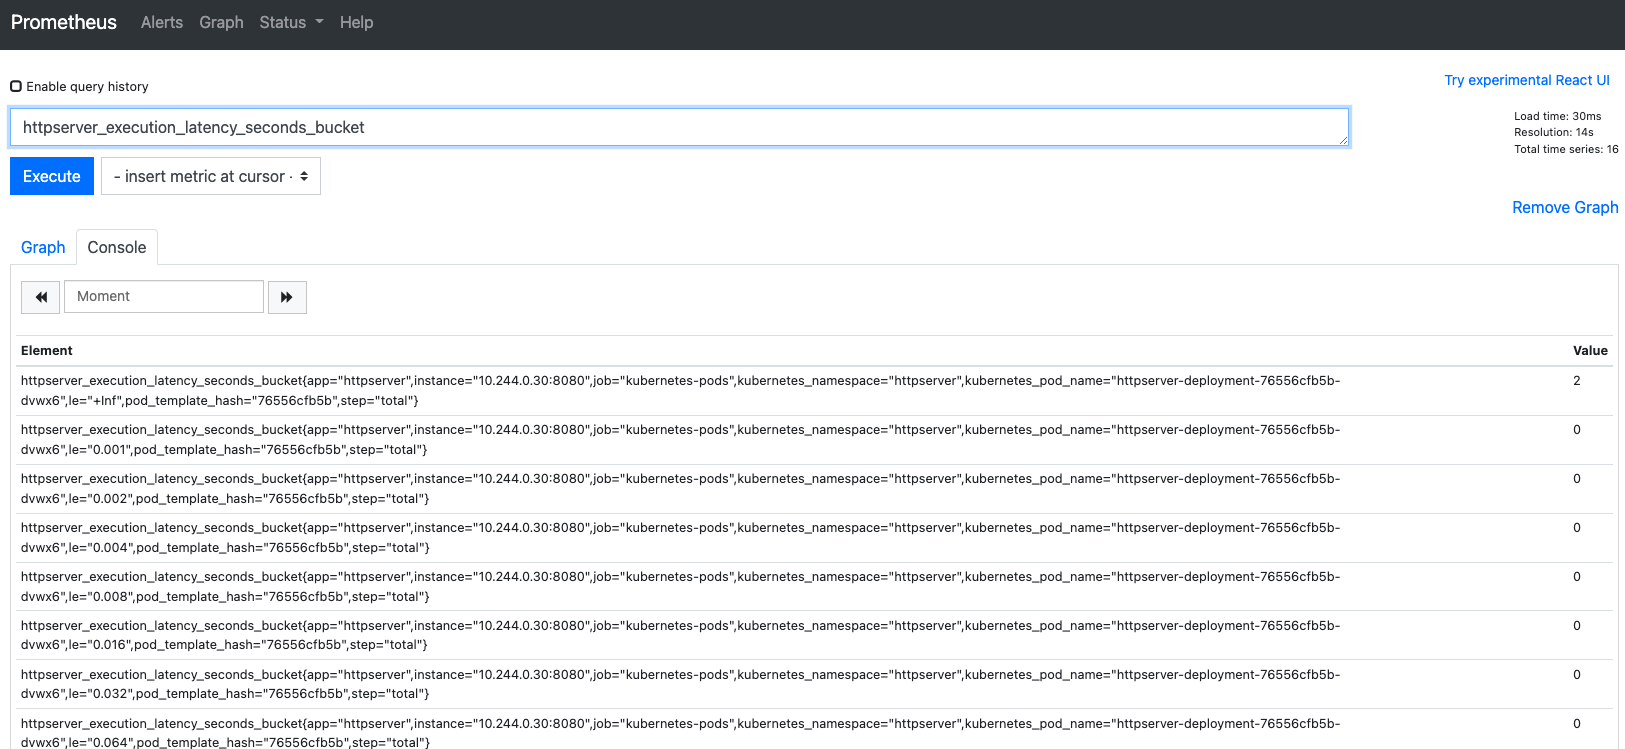 Prometheus Alerts Graph Status Help
Enable query history
Try experimental React UI
httpserver_execution_latency_seconds_bucket
Load time: 30ms
Resolution: 14s
Total time series: 16
Execute
- insert metric at cursor -
Remove Graph
Graph Console
Moment
Element Value
httpserver_execution_latency_seconds_bucket{app="httpserver",instance="10.244.0.30:8080",job="kubernetes-pods",kubernetes_namespace="httpserver",kubernetes_pod_name="httpserver-deployment-76556cfb5b- 2
dvwx6",le="+Inf",pod_template_hash="76556cfb5b",step="total"}
httpserver_execution_latency_seconds_bucket{app="httpserver",instance="10.244.0.30:8080",job="kubernetes-pods",kubernetes_namespace="httpserver",kubernetes_pod_name="httpserver-deployment-76556cfb5b- 0
dvwx6",le="0.001",pod_template_hash="76556cfb5b",step="total"}
httpserver_execution_latency_seconds_bucket{app="httpserver",instance="10.244.0.30:8080",job="kubernetes-pods",kubernetes_namespace="httpserver",kubernetes_pod_name="httpserver-deployment-76556cfb5b- 0
dvwx6",le="0.002",pod_template_hash="76556cfb5b",step="total"}
httpserver_execution_latency_seconds_bucket{app="httpserver",instance="10.244.0.30:8080",job="kubernetes-pods",kubernetes_namespace="httpserver",kubernetes_pod_name="httpserver-deployment-76556cfb5b- 0
dvwx6",le="0.004",pod_template_hash="76556cfb5b",step="total"}
httpserver_execution_latency_seconds_bucket{app="httpserver",instance="10.244.0.30:8080",job="kubernetes-pods",kubernetes_namespace="httpserver",kubernetes_pod_name="httpserver-deployment-76556cfb5b- 0
dvwx6",le="0.008",pod_template_hash="76556cfb5b",step="total"}
httpserver_execution_latency_seconds_bucket{app="httpserver",instance="10.244.0.30:8080",job="kubernetes-pods",kubernetes_namespace="httpserver",kubernetes_pod_name="httpserver-deployment-76556cfb5b- 0
dvwx6",le="0.016",pod_template_hash="76556cfb5b",step="total"}
httpserver_execution_latency_seconds_bucket{app="httpserver",instance="10.244.0.30:8080",job="kubernetes-pods",kubernetes_namespace="httpserver",kubernetes_pod_name="httpserver-deployment-76556cfb5b- 0
dvwx6",le="0.032",pod_template_hash="76556cfb5b",step="total"}
httpserver_execution_latency_seconds_bucket{app="httpserver",instance="10.244.0.30:8080",job="kubernetes-pods",kubernetes_namespace="httpserver",kubernetes_pod_name="httpserver-deployment-76556cfb5b- 0
dvwx6",le="0.064",pod_template_hash="76556cfb5b",step="total"}